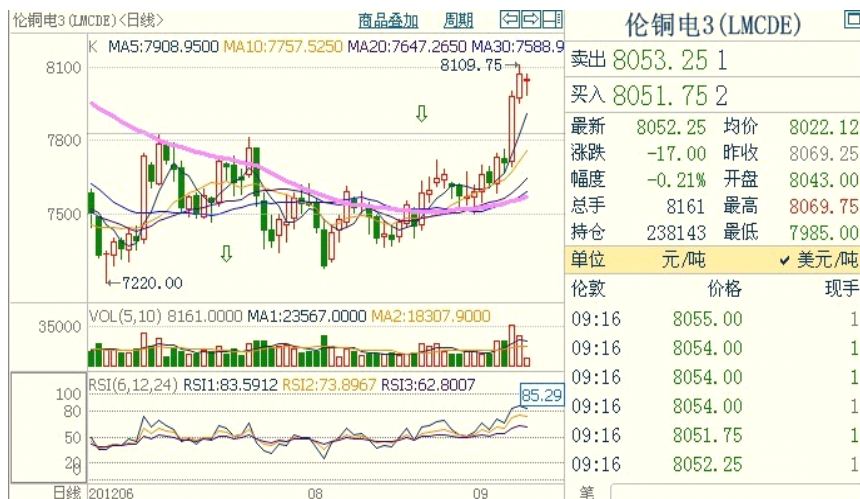 伦铜电3(LMCDE)<日线>
商品叠加 周期
K MA5:7908.9500 MA10:7757.5250 MA20:7647.2650 MA30:7588.9
8100
8109.75
7800
7500
7220.00
VOL(5,10) 8161.0000 MA1:23567.0000 MA2:18307.9000
35000
RSI(6,12,24) RSI1:83.5912 RSI2:73.8967 RSI3:62.8007
85.29
100
80
50
20
0
日线 201206 08 09
伦铜电3(LMCDE)
卖出 8053.25 1
买入 8051.75 2
最新 8052.25 均价 8022.12
涨跌 -17.00 昨收 8069.25
幅度 -0.21% 开盘 8043.00
总手 8161 最高 8069.75
持仓 238143 最低 7985.00
单位 元/吨 ✓ 美元/吨
伦敦 价格 现手
09:16 8055.00 1
09:16 8054.00 1
09:16 8054.00 1
09:16 8054.00 1
09:16 8051.75 1
09:16 8052.25 1
笔